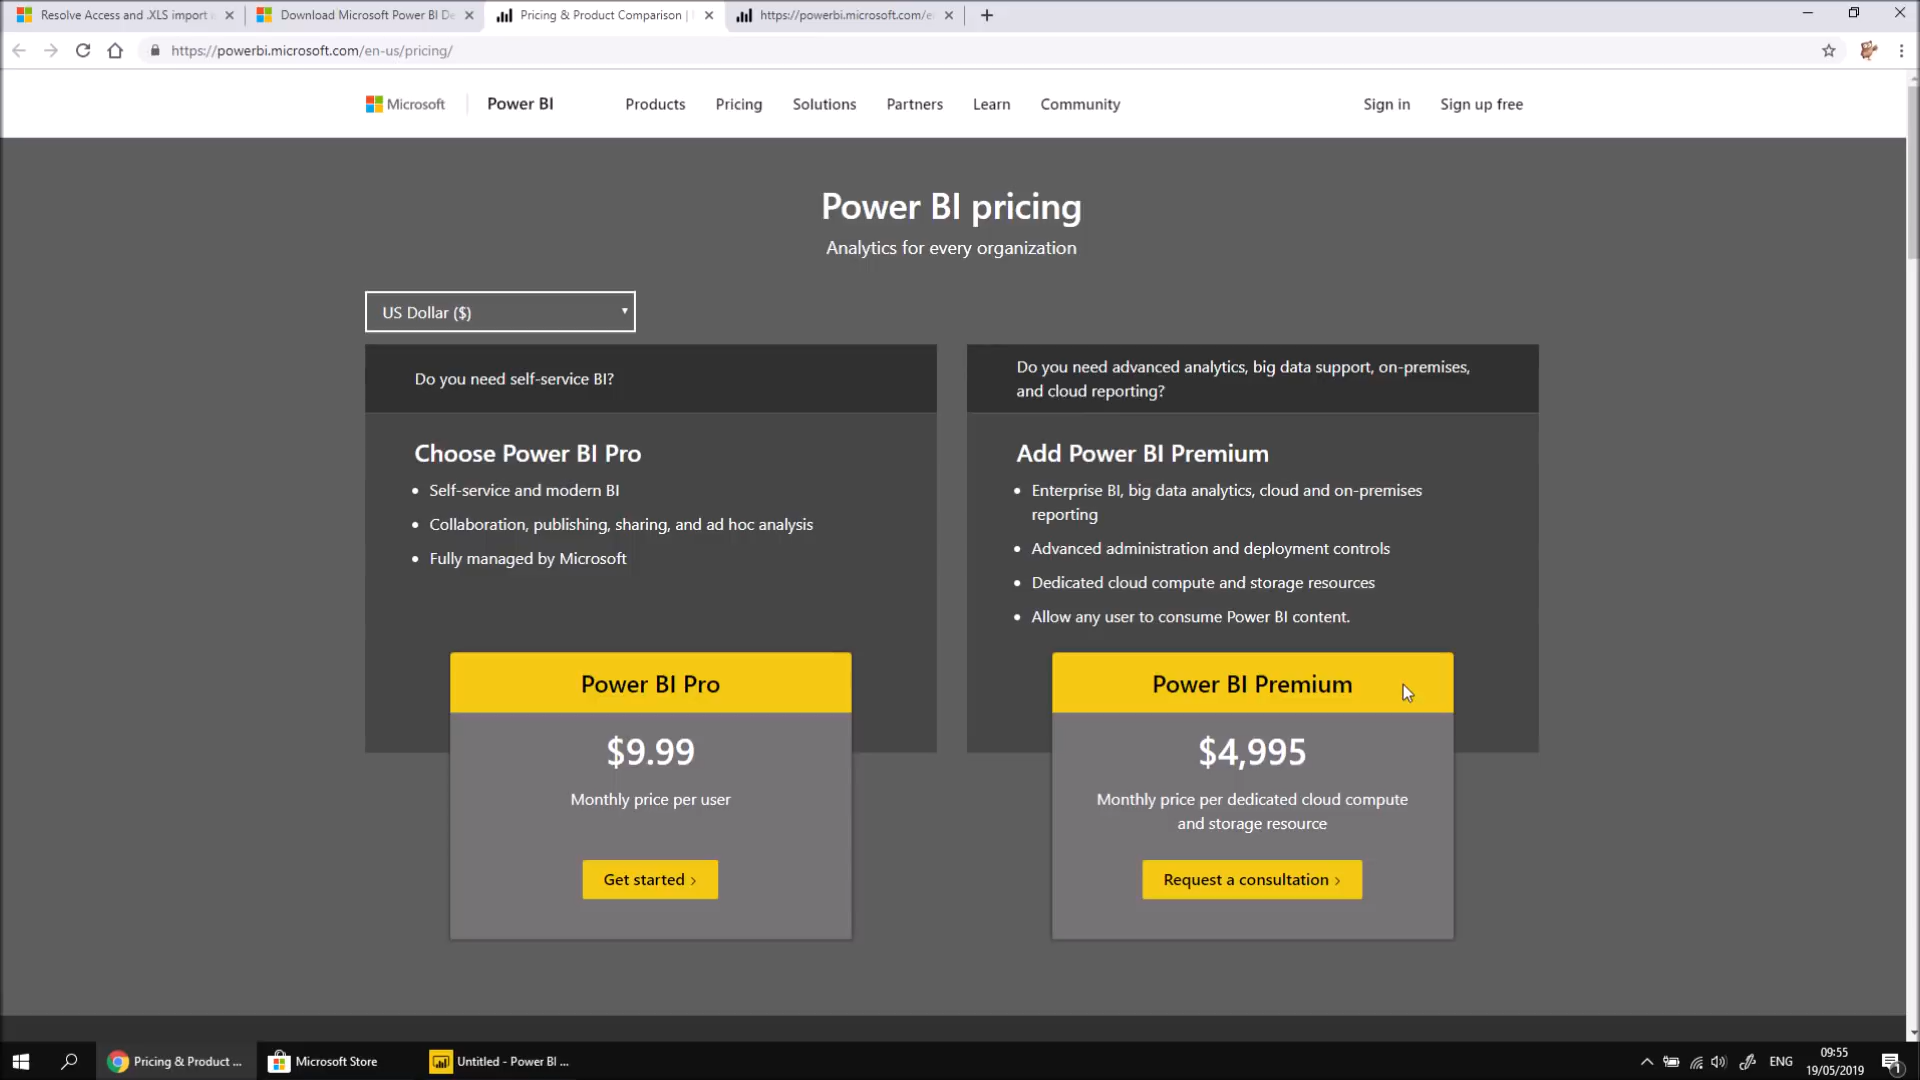 Resolve Access and .XLS import
Download Microsoft Power BI De
Pricing & Product Comparison |
https://powerbi.microsoft.com/e
https://powerbi.microsoft.com/en-us/pricing/
Microsoft
Power BI
Products
Pricing
Solutions
Partners
Learn
Community
Sign in
Sign up free
Power BI pricing
Analytics for every organization
US Dollar ($)
Do you need self-service BI?
Choose Power BI Pro
• Self-service and modern BI
• Collaboration, publishing, sharing, and ad hoc analysis
• Fully managed by Microsoft
Power BI Pro
$9.99
Monthly price per user
Get started ›
Do you need advanced analytics, big data support, on-premises,
and cloud reporting?
Add Power BI Premium
• Enterprise BI, big data analytics, cloud and on-premises
reporting
• Advanced administration and deployment controls
• Dedicated cloud compute and storage resources
• Allow any user to consume Power BI content.
Power BI Premium
$4,995
Monthly price per dedicated cloud compute
and storage resource
Request a consultation ›
Pricing & Product ...
Microsoft Store
Untitled - Power BI ...
ENG
09:55
19/05/2019
1